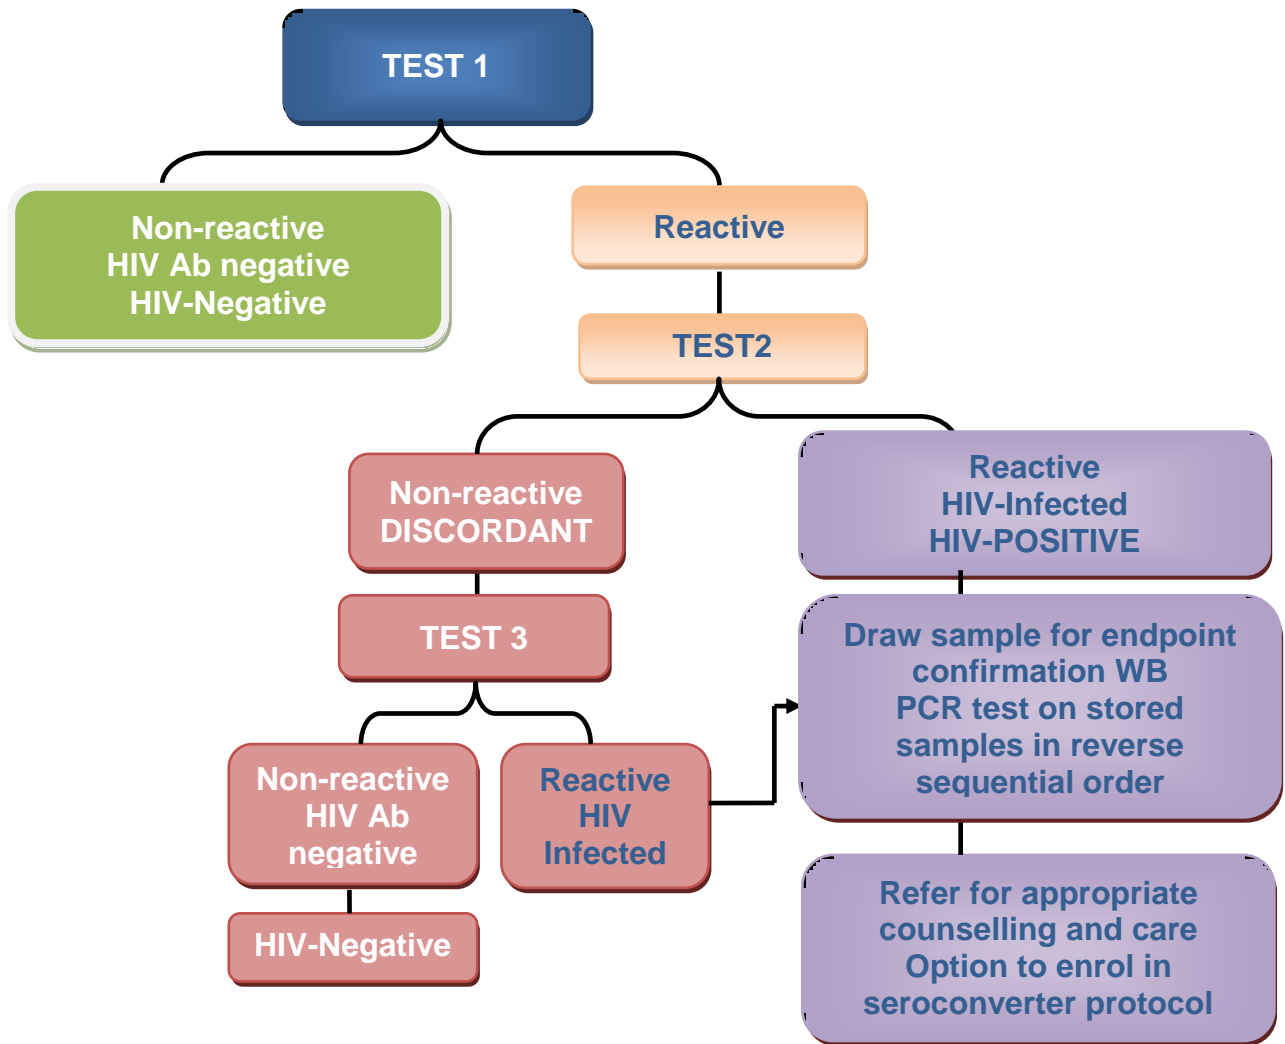 TEST 1
Non-reactive
HIV Ab negative
HIV-Negative
Reactive
TEST2
Non-reactive
DISCORDANT
Reactive
HIV-Infected
HIV-POSITIVE
TEST 3
Draw sample for endpoint
confirmation WB
PCR test on stored
samples in reverse
sequential order
Non-reactive
HIV Ab
negative
Reactive
HIV
Infected
HIV-Negative
Refer for appropriate
counselling and care
Option to enrol in
seroconverter protocol